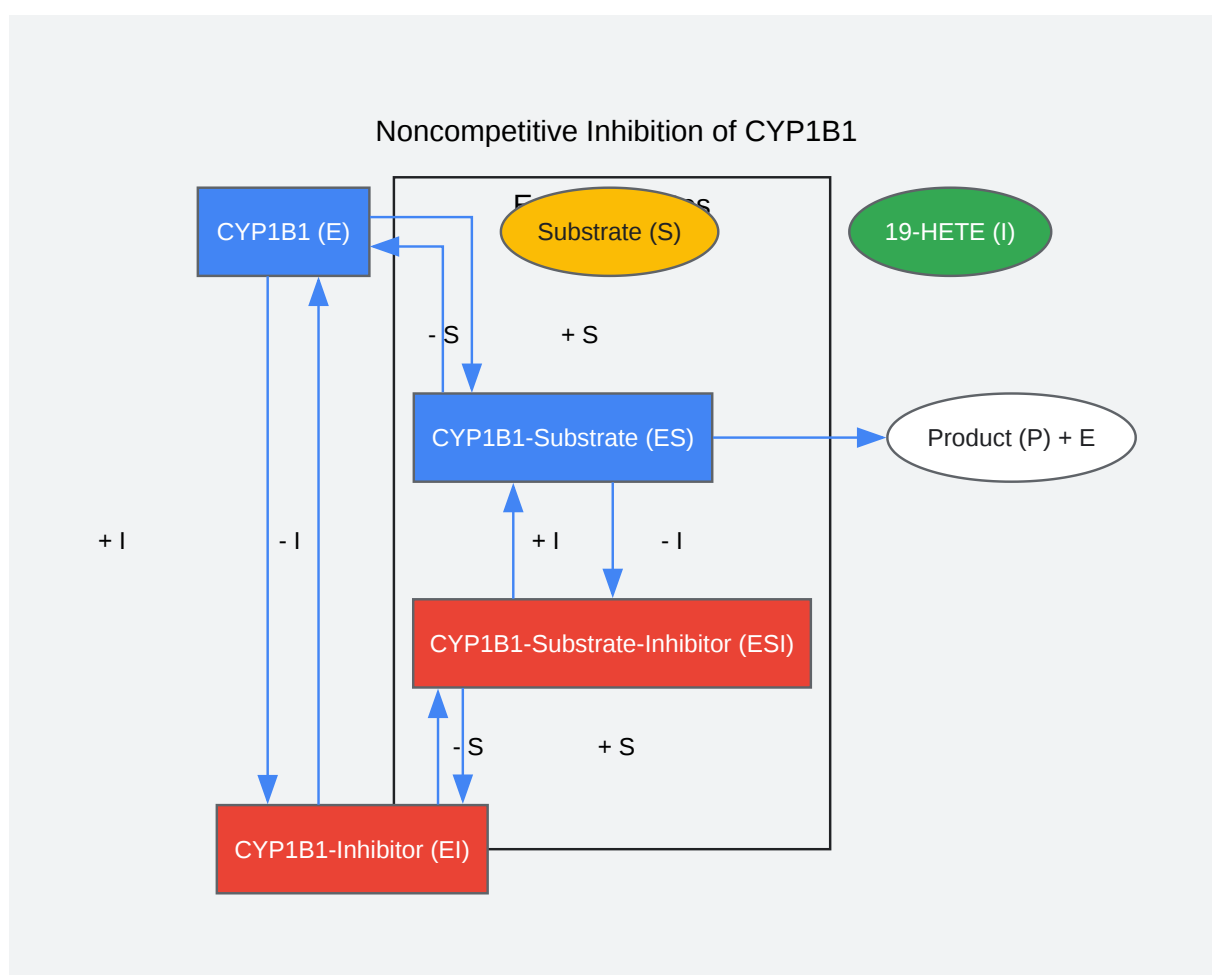 Noncompetitive Inhibition of CYP1B1
CYP1B1 (E)
Substrate (S)
19-HETE (I)
- S
+ S
CYP1B1-Substrate (ES)
Product (P) + E
+ I
- I
+ I
- I
CYP1B1-Substrate-Inhibitor (ESI)
- S
+ S
CYP1B1-Inhibitor (EI)